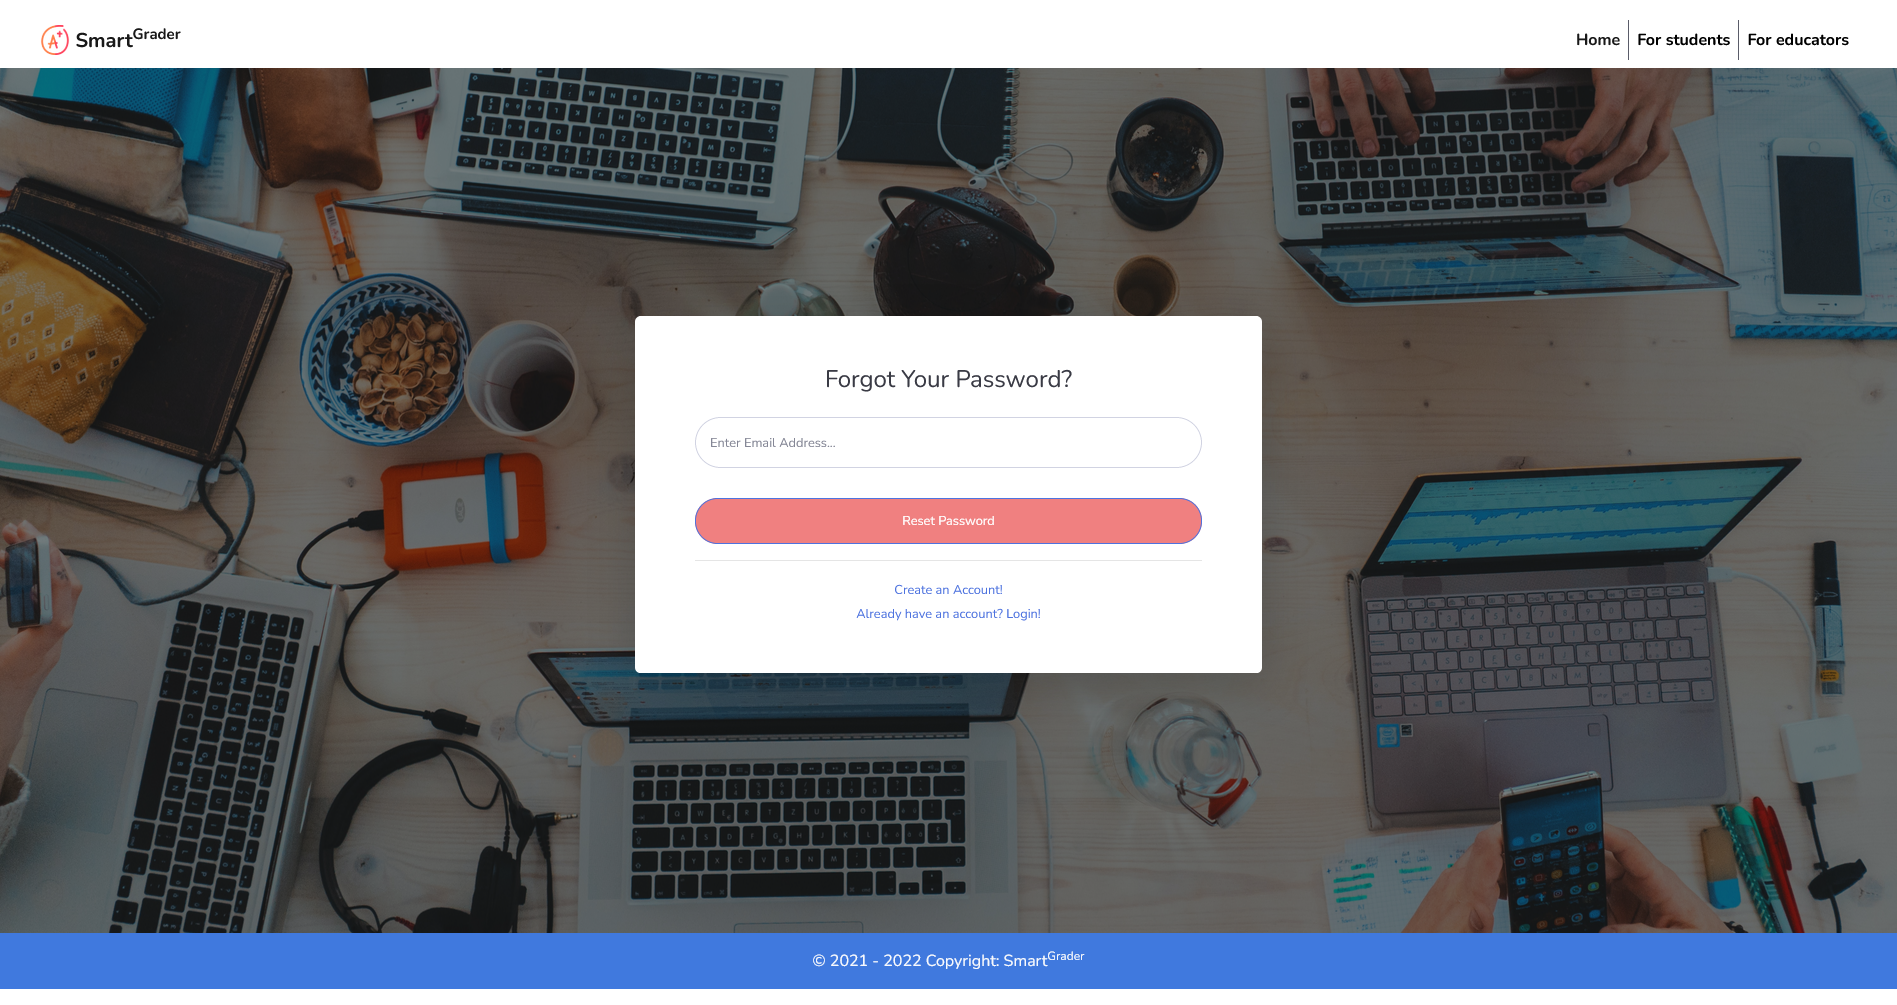 SmartGrader
Home
For students
For educators
Forgot Your Password?
Enter Email Address...
Reset Password
Create an Account!
Already have an account? Login!
© 2021 - 2022 Copyright: SmartGrader